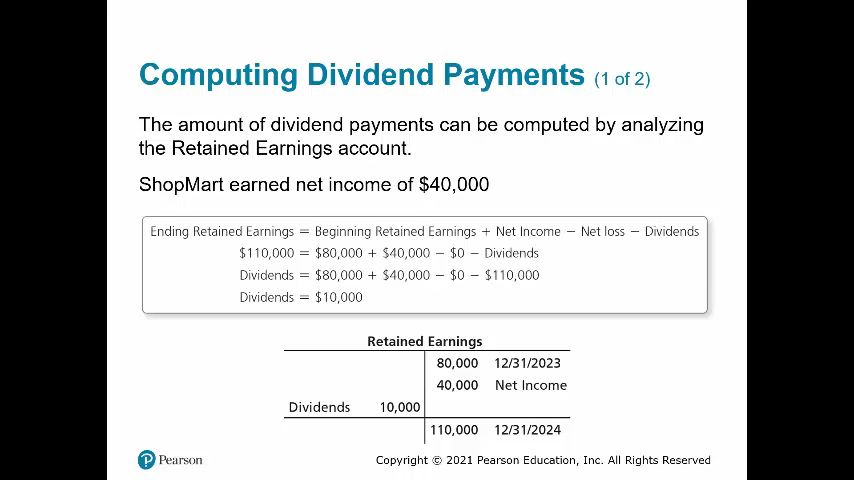 Computing Dividend Payments (1 of 2)
The amount of dividend payments can be computed by analyzing
the Retained Earnings account.
ShopMart earned net income of $40,000
Ending Retained Earnings = Beginning Retained Earnings + Net Income − Net loss − Dividends
$110,000 = $80,000 + $40,000 − $0 − Dividends
Dividends = $80,000 + $40,000 − $0 − $110,000
Dividends = $10,000
Retained Earnings
80,000 12/31/2023
40,000 Net Income
Dividends 10,000
110,000 12/31/2024
Pearson
Copyright © 2021 Pearson Education, Inc. All Rights Reserved